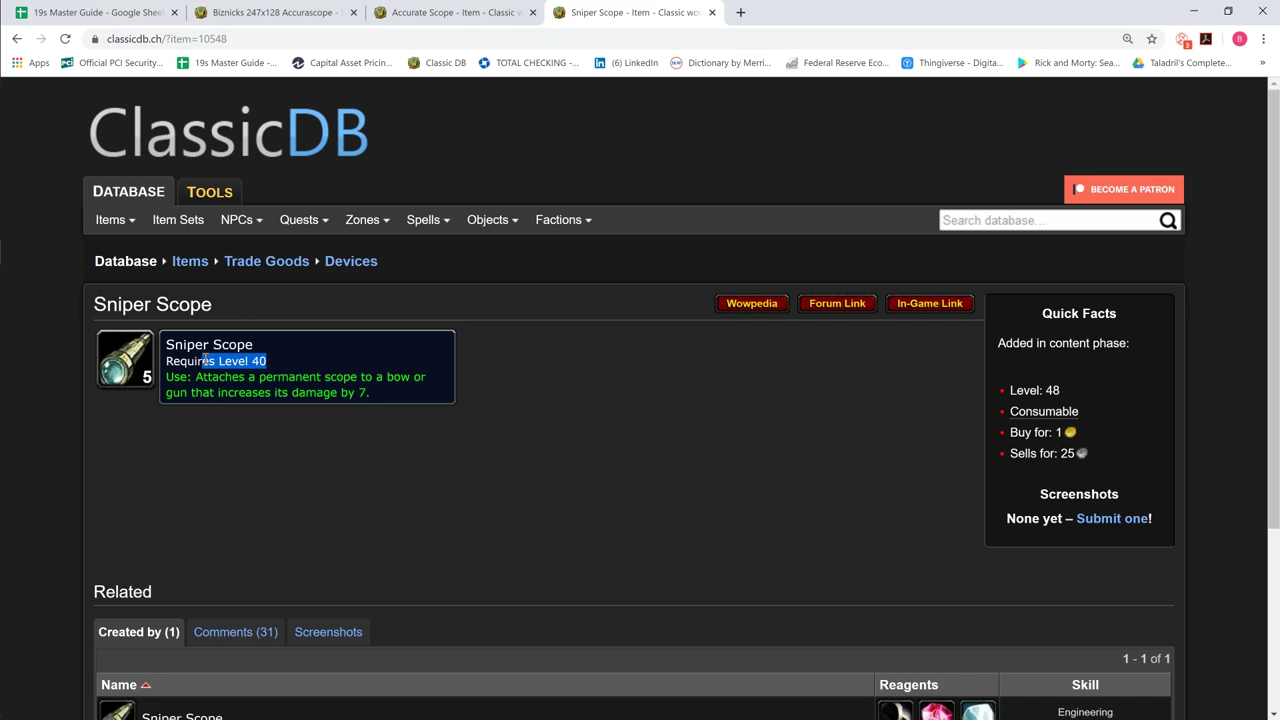 19s Master Guide - Google Sheet
Biznicks 247x128 Accurascope -
Accurate Scope - Item - Classic w
Sniper Scope - Item - Classic wo
classicdb.ch/?item=10548
3
B
Apps
Official PCI Security...
19s Master Guide -...
Capital Asset Pricin...
Classic DB
TOTAL CHECKING -...
(6) LinkedIn
Dictionary by Merri...
Federal Reserve Eco...
Thingiverse - Digita...
Rick and Morty: Sea...
Taladril's Complete...
»
ClassicDB
DATABASE
TOOLS
BECOME A PATRON
Items
Item Sets
NPCs
Quests
Zones
Spells
Objects
Factions
Search database...
Database
Items
Trade Goods
Devices
Sniper Scope
Wowpedia
Forum Link
In-Game Link
5
Sniper Scope
Requires Level 40
Use: Attaches a permanent scope to a bow or
gun that increases its damage by 7.
Quick Facts
Added in content phase:
Level: 48
Consumable
Buy for: 1
Sells for: 25
Screenshots
None yet – Submit one!
Related
Created by (1)
Comments (31)
Screenshots
1 - 1 of 1
Name
Reagents
Skill
Sniper Scope
Engineering